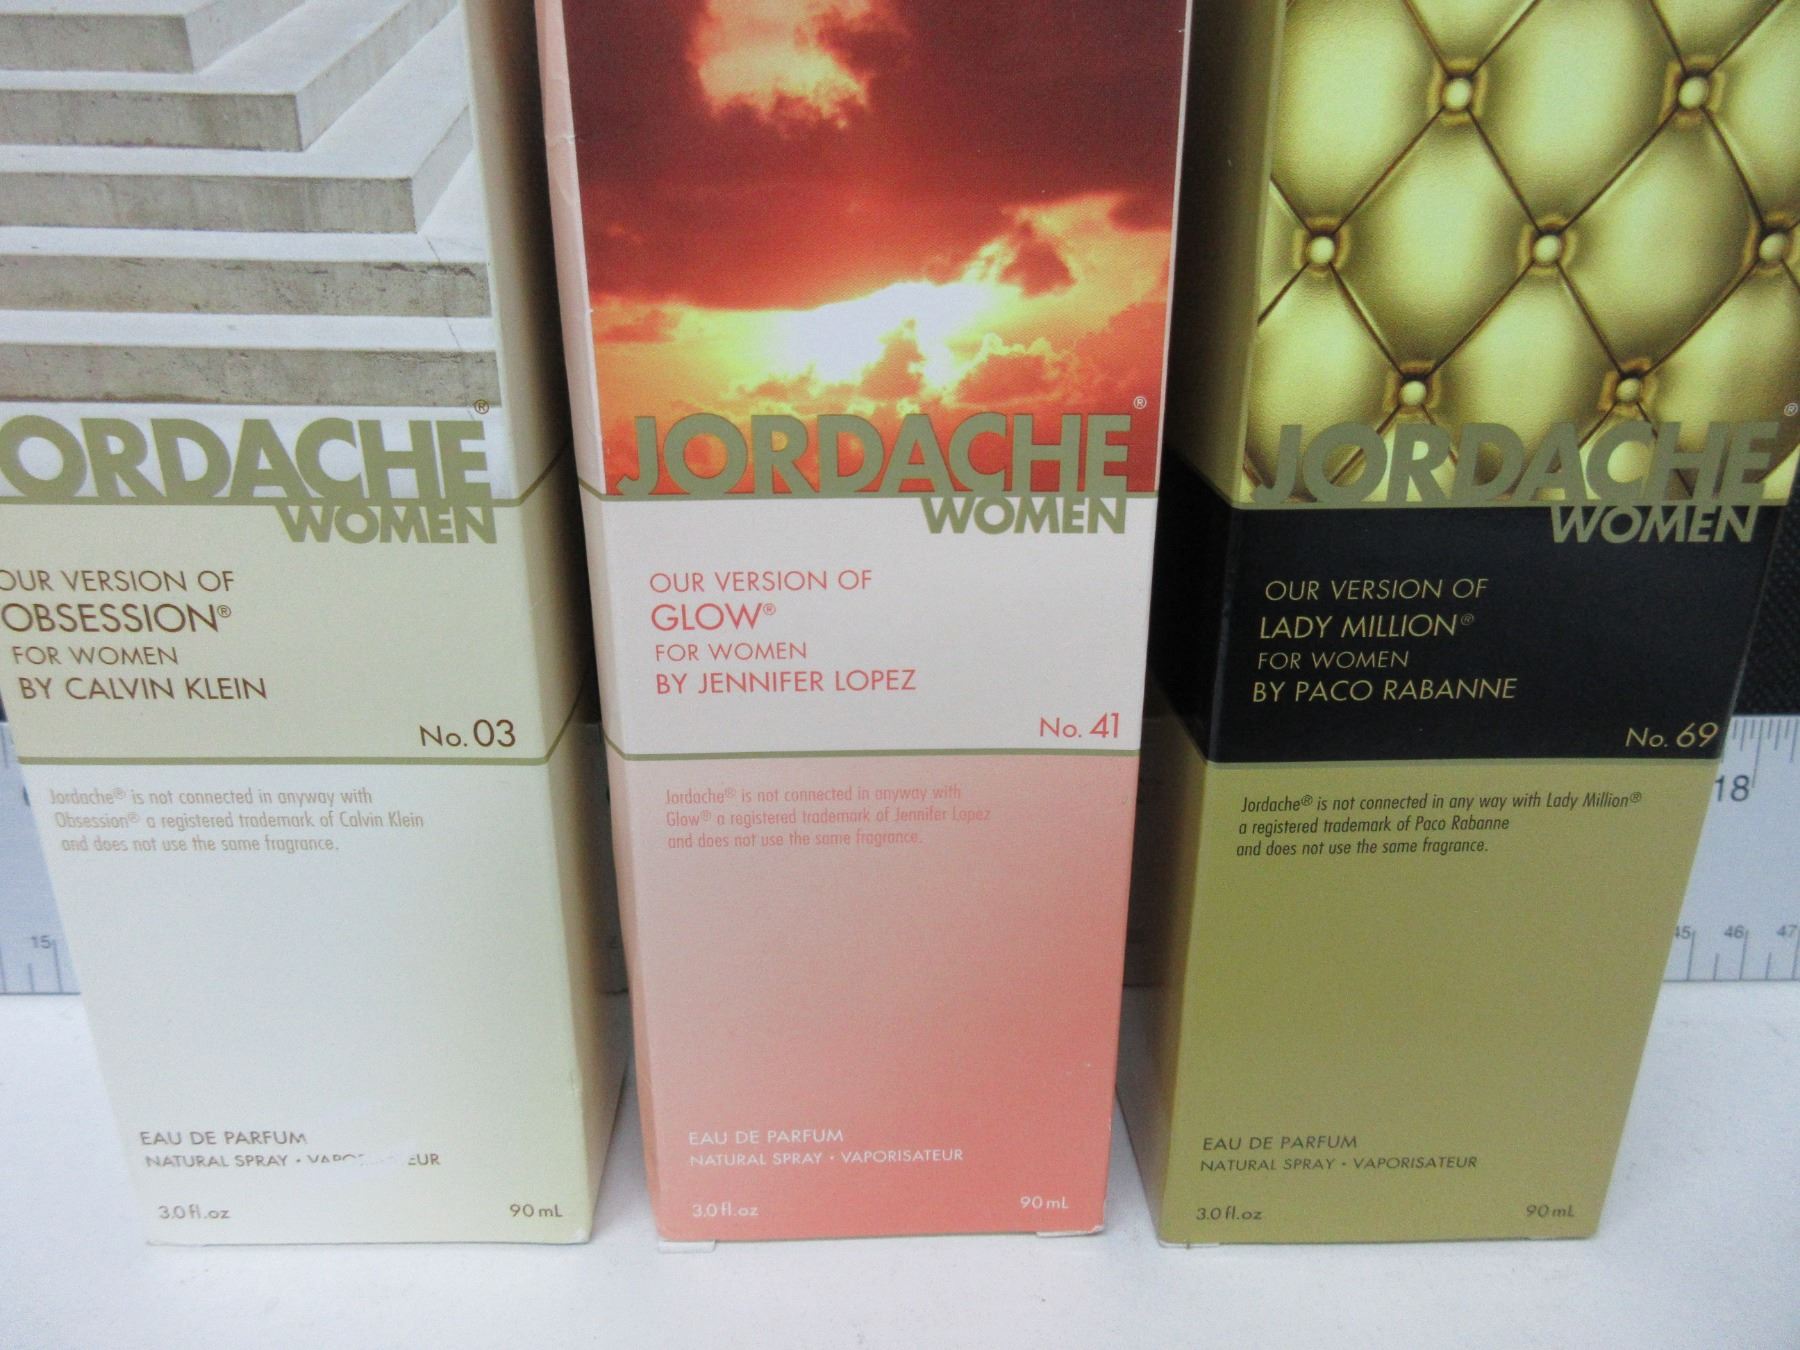 ORDACHE®
WOMEN
OUR VERSION OF
OBSESSION®
FOR WOMEN
BY CALVIN KLEIN
No. 03
Jordache® is not connected in anyway with
Obsession® a registered trademark of Calvin Klein
and does not use the same fragrance.
EAU DE PARFUM
NATURAL SPRAY • VAPO EUR
3.0 fl.oz 90 mL
JORDACHE®
WOMEN
OUR VERSION OF
GLOW®
FOR WOMEN
BY JENNIFER LOPEZ
No. 41
Jordache® is not connected in anyway with
Glow® a registered trademark of Jennifer Lopez
and does not use the same fragrance.
EAU DE PARFUM
NATURAL SPRAY • VAPORISATEUR
3.0 fl.oz 90 mL
JORDACHE®
WOMEN
OUR VERSION OF
LADY MILLION®
FOR WOMEN
BY PACO RABANNE
No. 69
Jordache® is not connected in any way with Lady Million®
a registered trademark of Paco Rabanne
and does not use the same fragrance.
EAU DE PARFUM
NATURAL SPRAY • VAPORISATEUR
3.0 fl.oz 90 mL
15
18
45 46 47